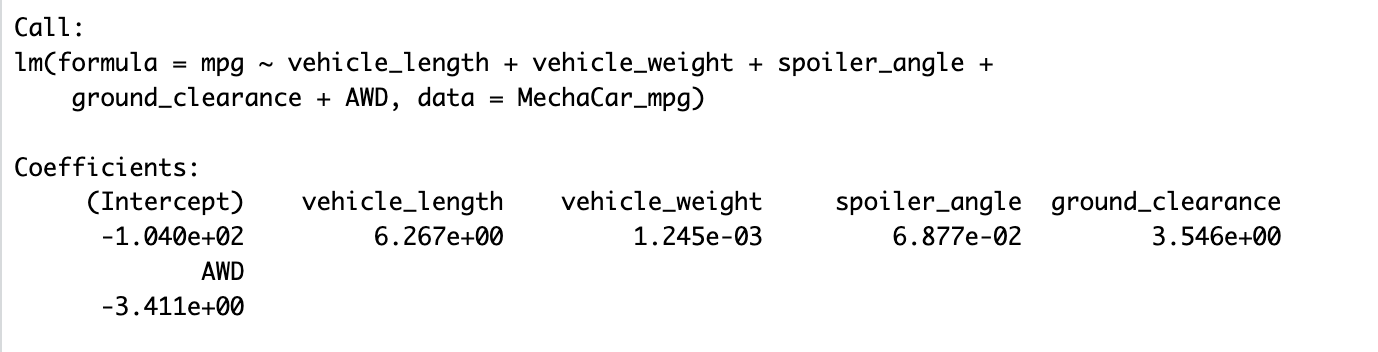 Call:
lm(formula = mpg ~ vehicle_length + vehicle_weight + spoiler_angle +
    ground_clearance + AWD, data = MechaCar_mpg)

Coefficients:
     (Intercept)    vehicle_length    vehicle_weight     spoiler_angle  ground_clearance
      -1.040e+02         6.267e+00         1.245e-03         6.877e-02         3.546e+00
             AWD
      -3.411e+00